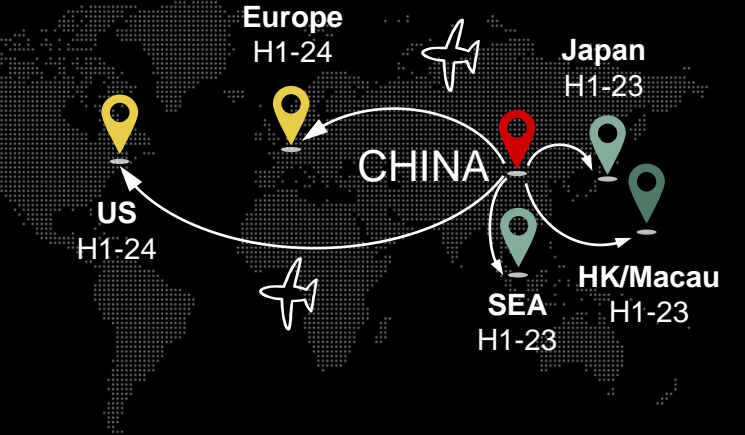 Europe
H1-24
Japan
H1-23
CHINA
US
H1-24
HK/Macau
H1-23
SEA
H1-23